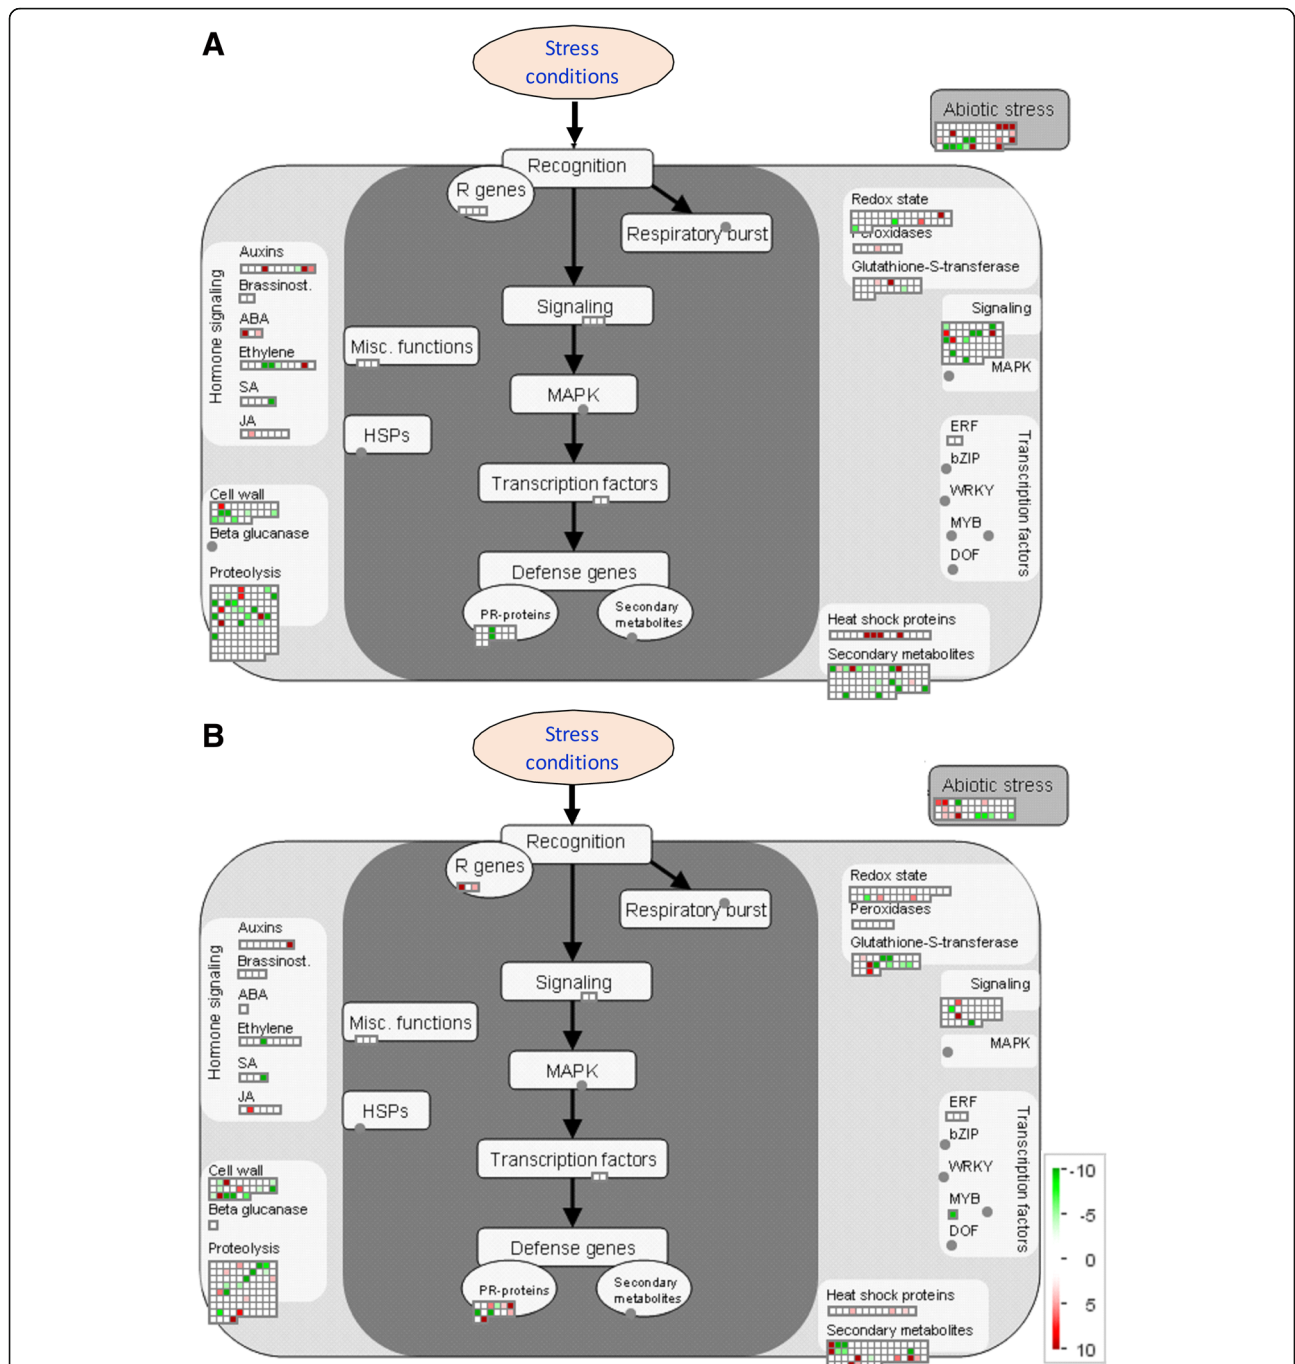 A
Stress
conditions
Abiotic stress
Recognition
R genes
Respiratory burst
Redox state
Peroxidases
Glutathione-S-transferase
Hormone signaling
Auxins
Brassinost.
ABA
Ethylene
SA
JA
Signaling
Signaling
Misc. functions
MAPK
MAPK
HSPs
ERF
bZIP
WRKY
MYB
DOF
Transcription factors
Transcription factors
Cell wall
Beta glucanase
Proteolysis
Defense genes
PR-proteins
Secondary
metabolites
Heat shock proteins
Secondary metabolites
B
Stress
conditions
Abiotic stress
Recognition
R genes
Respiratory burst
Redox state
Peroxidases
Glutathione-S-transferase
Hormone signaling
Auxins
Brassinost.
ABA
Ethylene
SA
JA
Signaling
Signaling
Misc. functions
MAPK
MAPK
HSPs
ERF
bZIP
WRKY
MYB
DOF
Transcription factors
Transcription factors
Cell wall
Beta glucanase
Proteolysis
Defense genes
PR-proteins
Secondary
metabolites
Heat shock proteins
Secondary metabolites
-10
-5
0
5
10